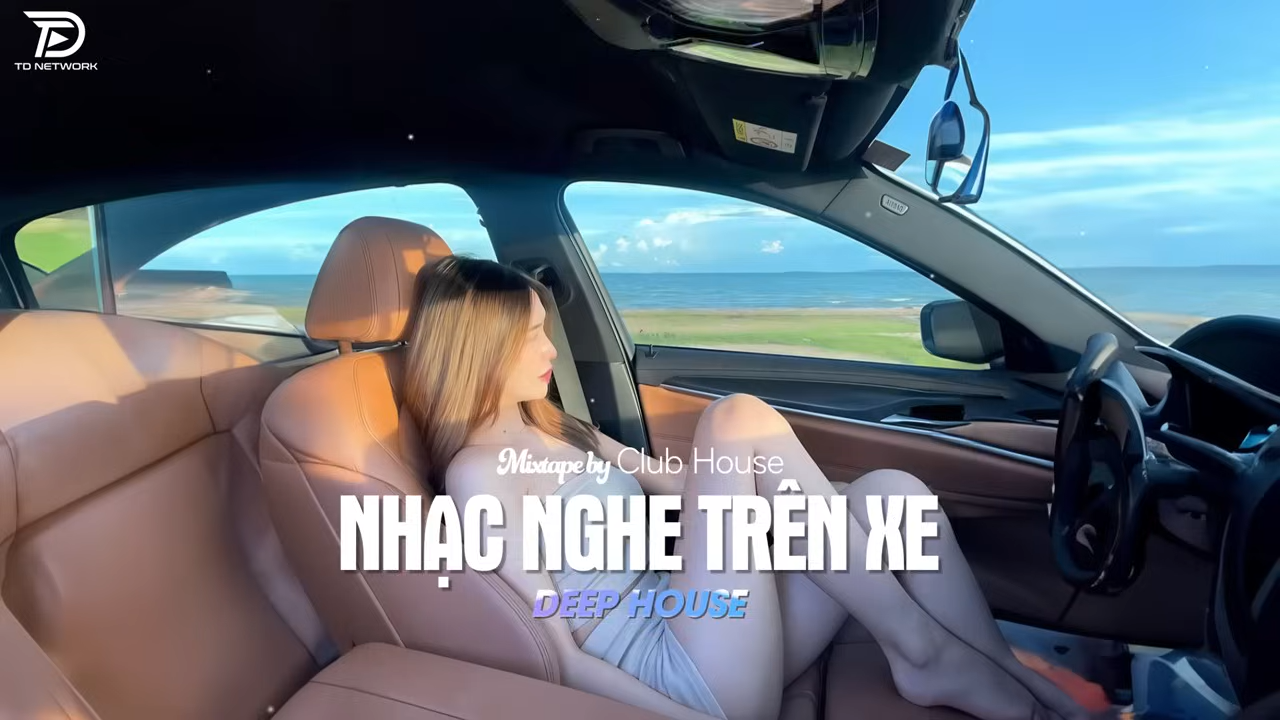 TD NETWORK
Mixtape by Club House
NHẠC NGHE TRÊN XE
DEEP HOUSE